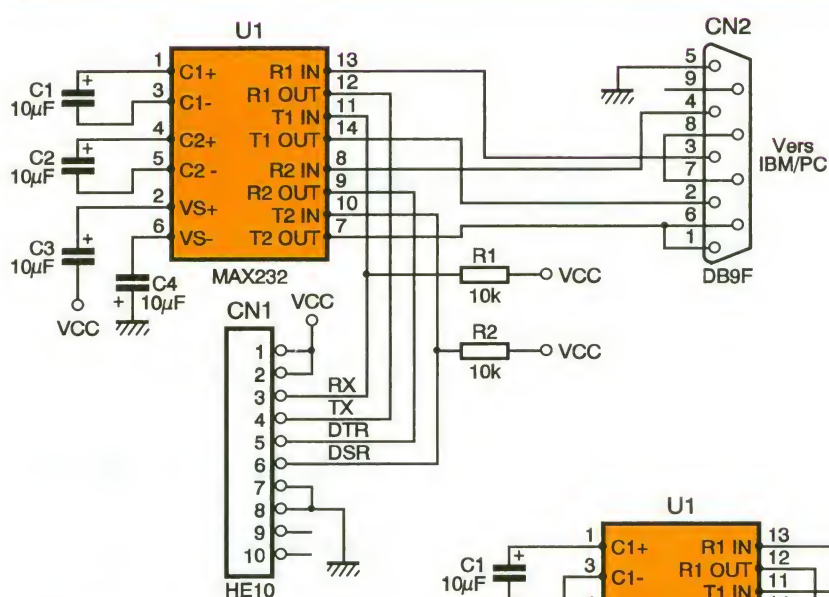 U1
1 C1+ R1 IN 13
R1 OUT 12
3 C1- T1 IN 11
4 C2+ T1 OUT 14
5 C2 - R2 IN 8
R2 OUT 9
2 VS+ T2 IN 10
6 VS- T2 OUT 7
MAX232
C1
10µF
+
C2
10µF
+
C3
10µF
+
VCC
C4
10µF
+
CN2
5
9
4
8
3
7
2
6
1
Vers
IBM/PC
DB9F
R1
10k
VCC
R2
10k
VCC
CN1
VCC
1
2
3 RX
4 TX
5 DTR
6 DSR
7
8
9
10
HE10
U1
1 C1+ R1 IN 13
R1 OUT 12
3 C1- T1 IN 11
C1
10µF
+